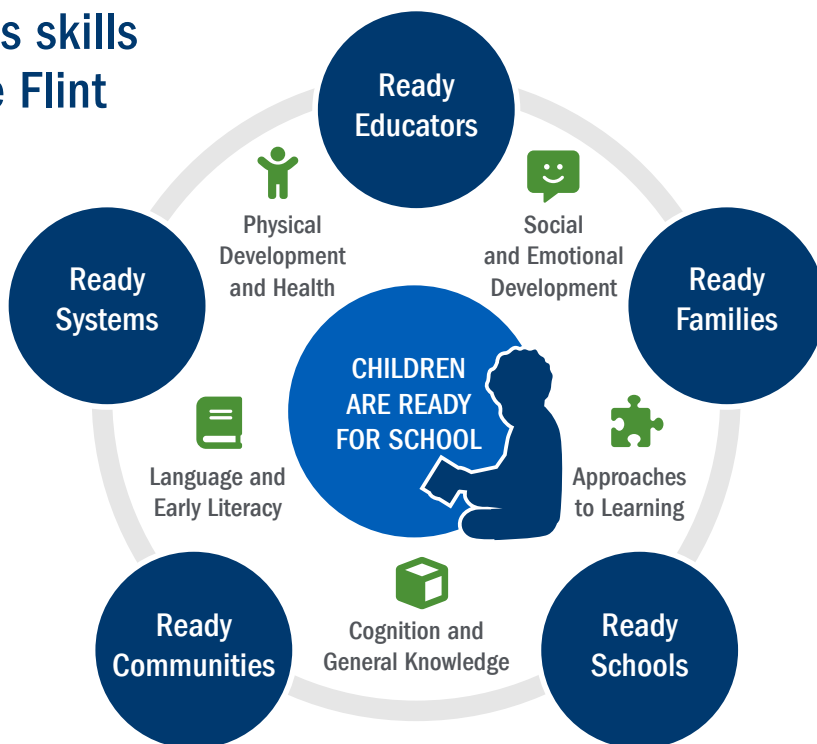 s skills
e Flint
Ready
Educators
Physical
Development
and Health
Social
and Emotional
Development
Ready
Systems
Ready
Families
CHILDREN
ARE READY
FOR SCHOOL
Language and
Early Literacy
Approaches
to Learning
Cognition and
General Knowledge
Ready
Communities
Ready
Schools